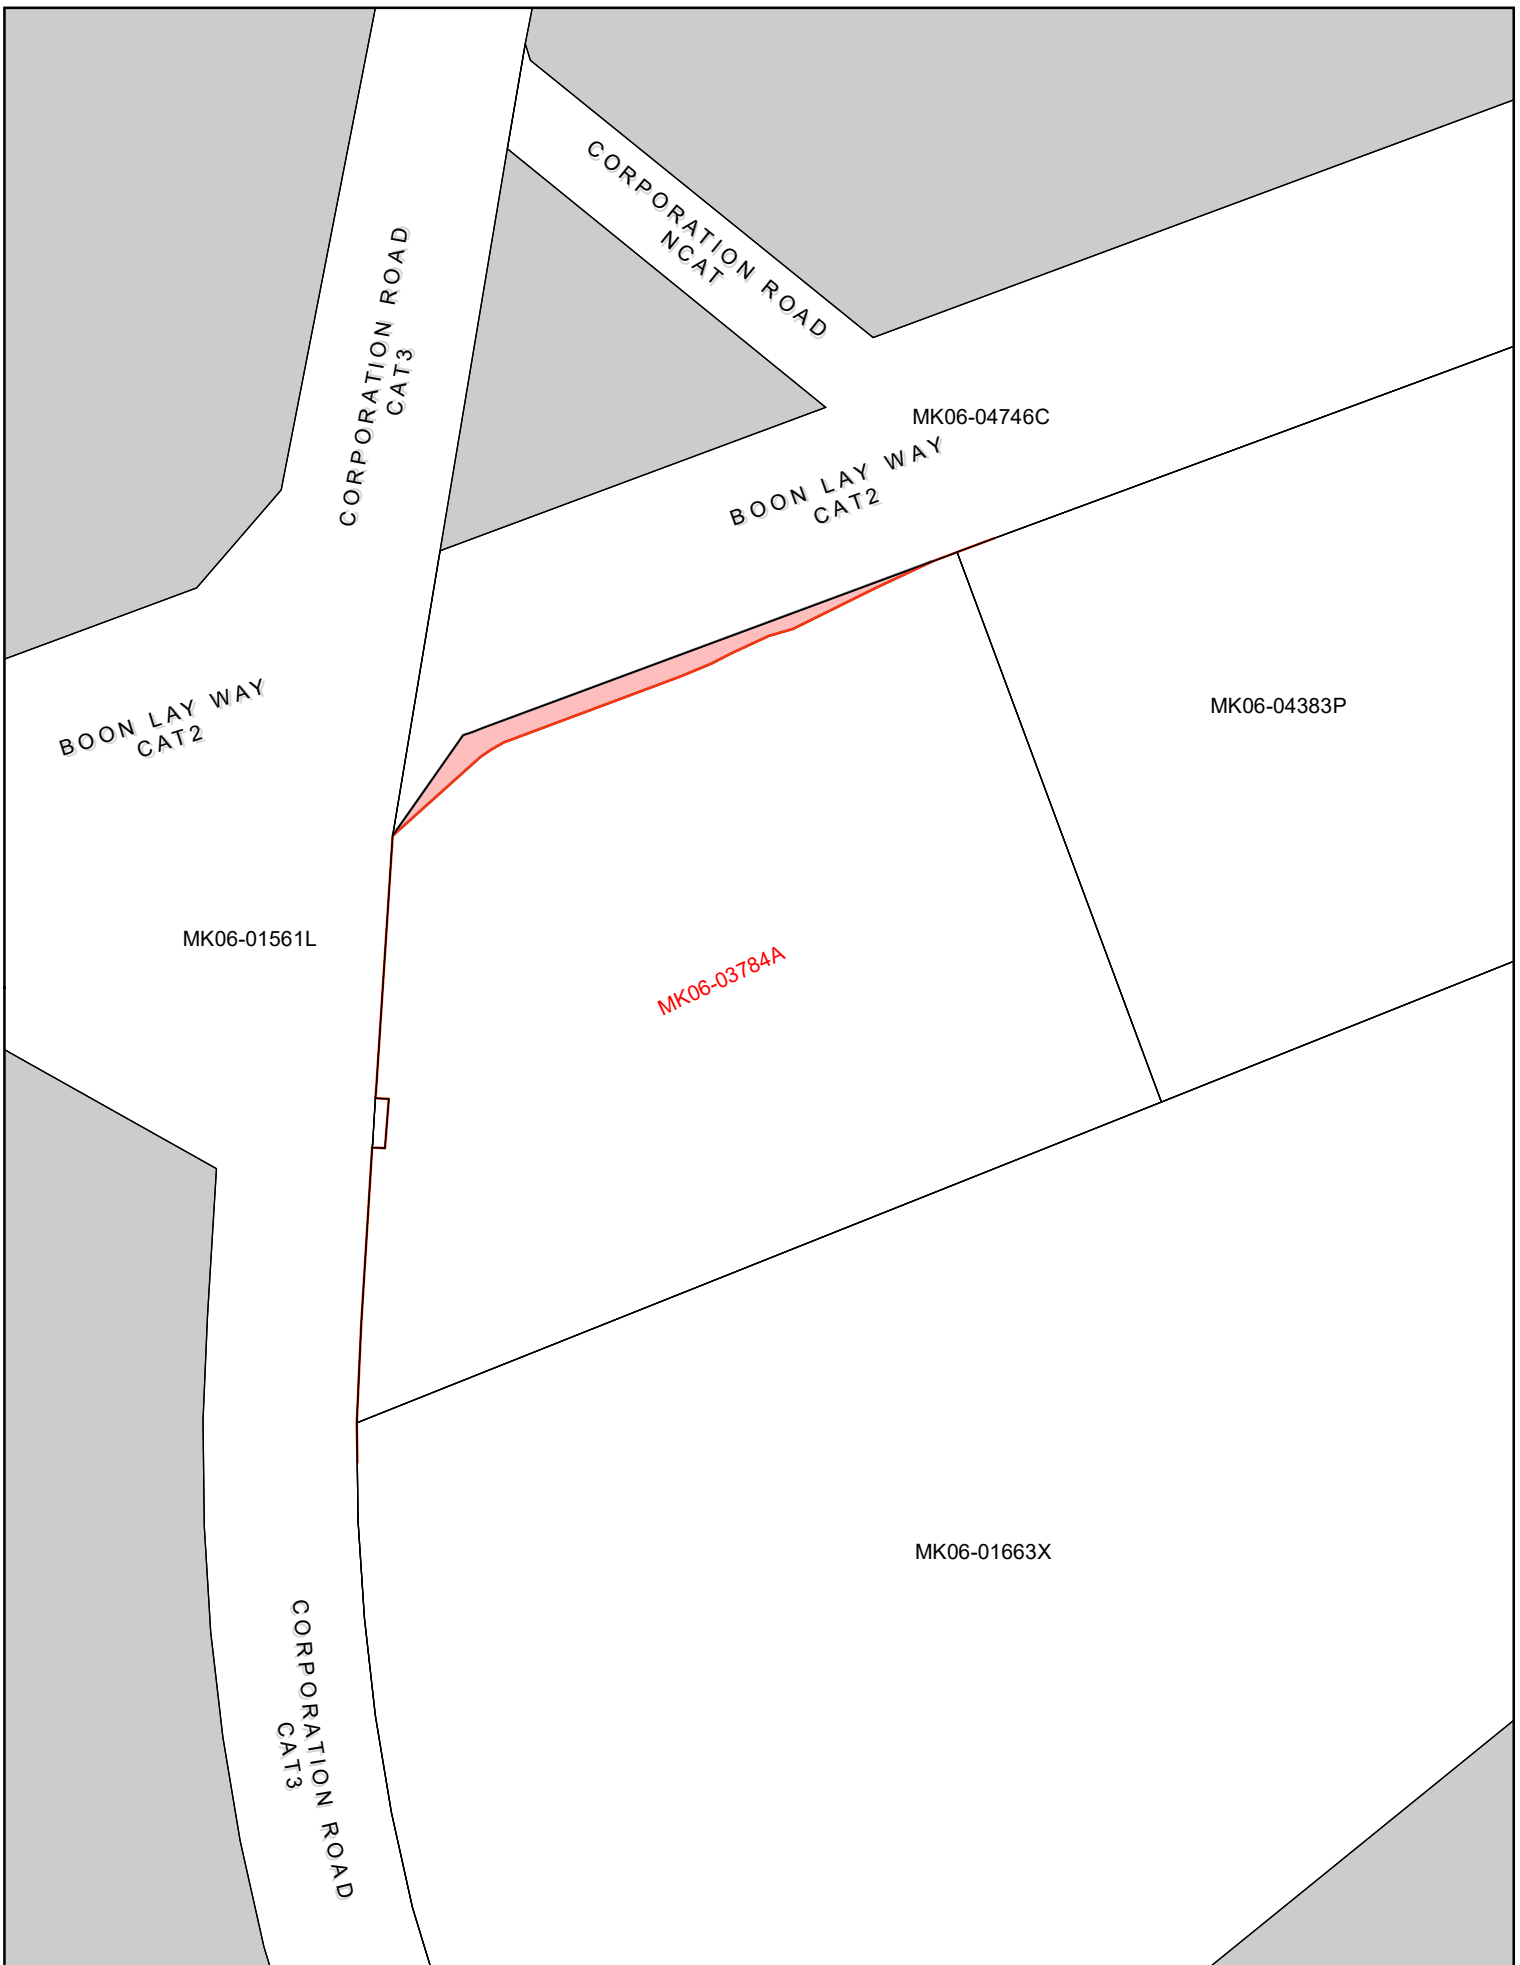 CORPORATION ROAD
NCAT
CORPORATION ROAD
CAT3
MK06-04746C
BOON LAY WAY
CAT2
BOON LAY WAY
CAT2
MK06-04383P
MK06-01561L
MK06-03784A
MK06-01663X
CORPORATION ROAD
CAT3